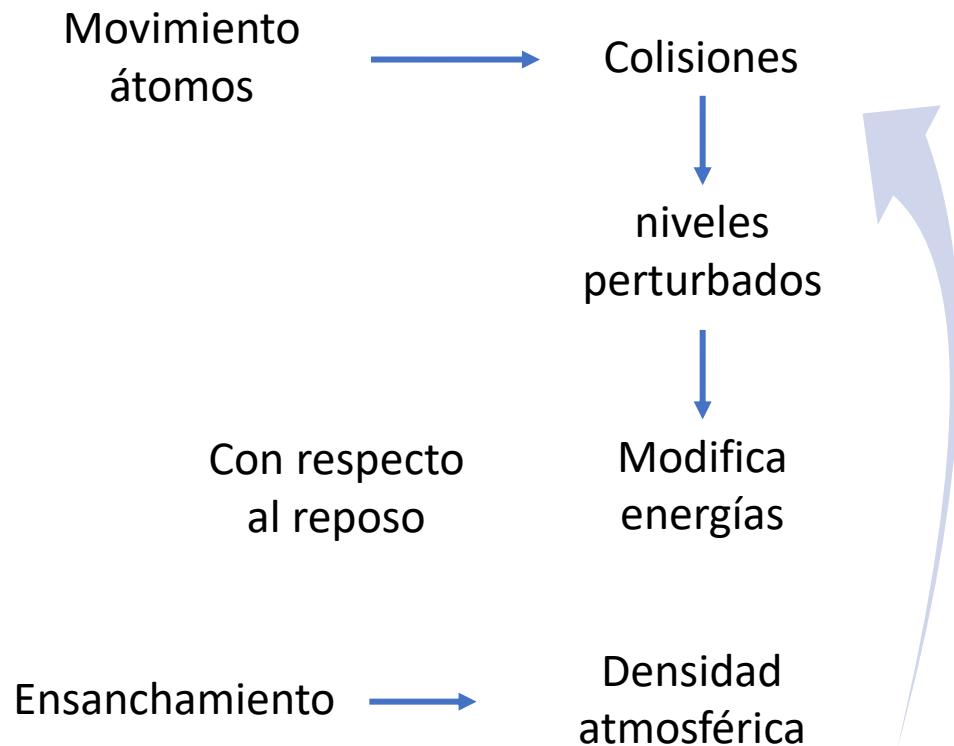 Movimiento
átomos
Colisiones
niveles
perturbados
Con respecto
al reposo
Modifica
energías
Ensanchamiento
Densidad
atmosférica